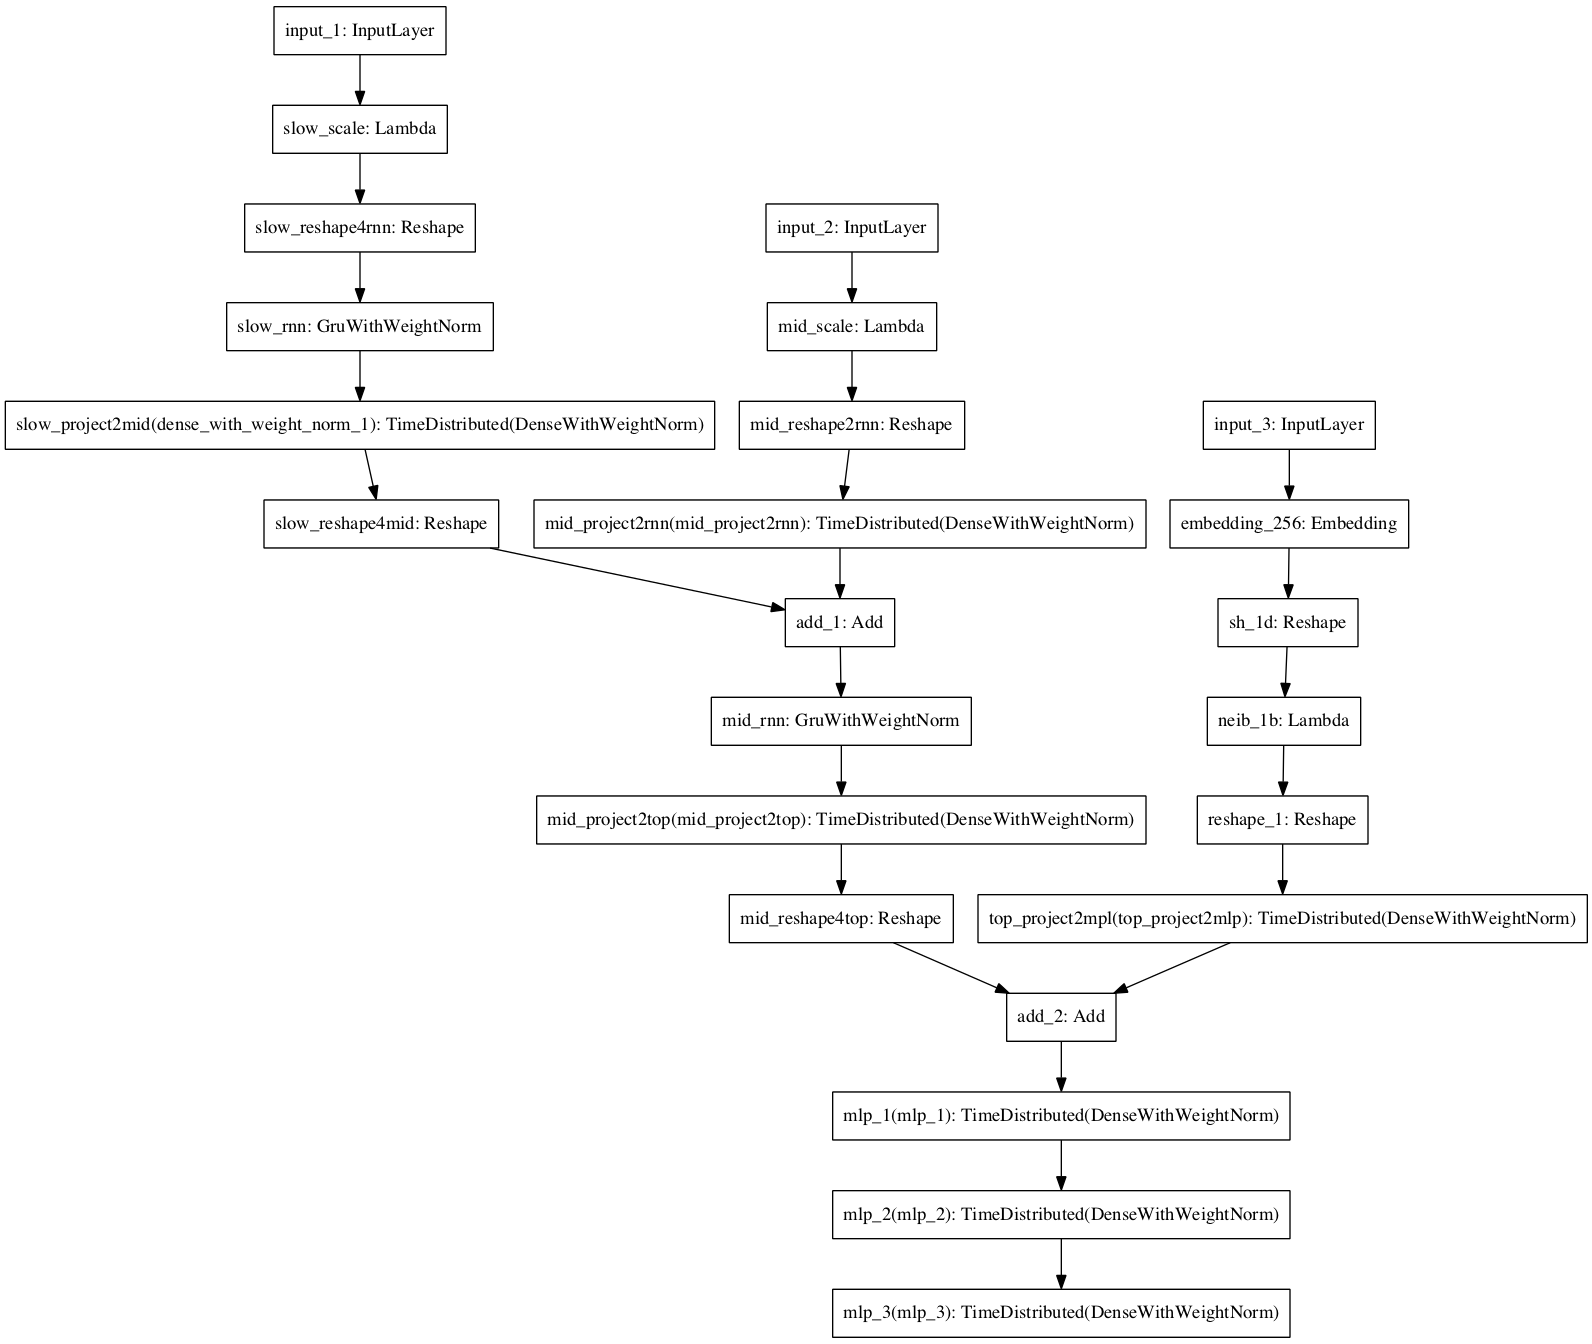 input_1: InputLayer
slow_scale: Lambda
slow_reshape4rnn: Reshape
input_2: InputLayer
slow_rnn: GruWithWeightNorm
mid_scale: Lambda
slow_project2mid(dense_with_weight_norm_1): TimeDistributed(DenseWithWeightNorm)
mid_reshape2rnn: Reshape
input_3: InputLayer
slow_reshape4mid: Reshape
mid_project2rnn(mid_project2rnn): TimeDistributed(DenseWithWeightNorm)
embedding_256: Embedding
add_1: Add
sh_1d: Reshape
mid_rnn: GruWithWeightNorm
neib_1b: Lambda
mid_project2top(mid_project2top): TimeDistributed(DenseWithWeightNorm)
reshape_1: Reshape
mid_reshape4top: Reshape
top_project2mpl(top_project2mlp): TimeDistributed(DenseWithWeightNorm)
add_2: Add
mlp_1(mlp_1): TimeDistributed(DenseWithWeightNorm)
mlp_2(mlp_2): TimeDistributed(DenseWithWeightNorm)
mlp_3(mlp_3): TimeDistributed(DenseWithWeightNorm)